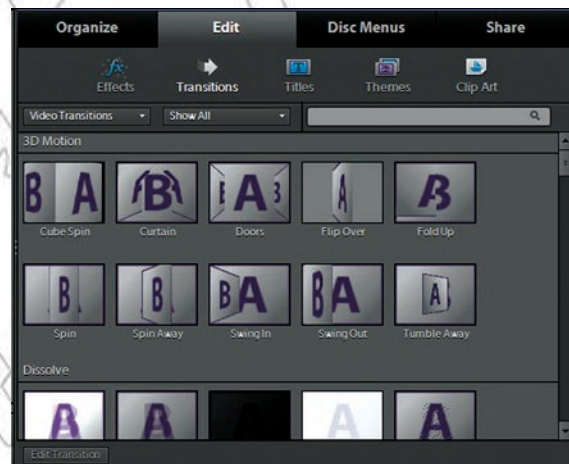 Organize Edit Disc Menus Share
Effects Transitions Titles Themes Clip Art
Video Transitions Show All
3D Motion
B A B A B A A B
Cube Spin Curtain Doors Flip Over Fold Up
B B B A B A A
Spin Spin Away Swing In Swing Out Tumble Away
Dissolve
Edit Transition